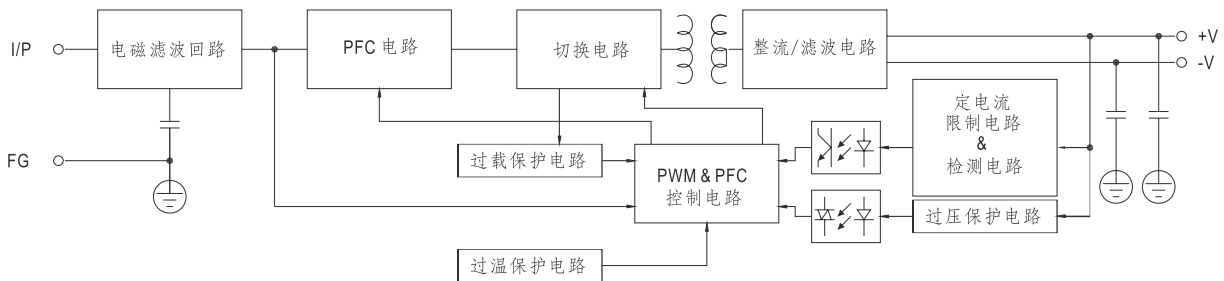 I/P
电磁滤波回路
PFC 电路
切换电路
整流/滤波电路
+V
-V
FG
过载保护电路
PWM & PFC
控制电路
定电流
限制电路
&
检测电路
过压保护电路
过温保护电路